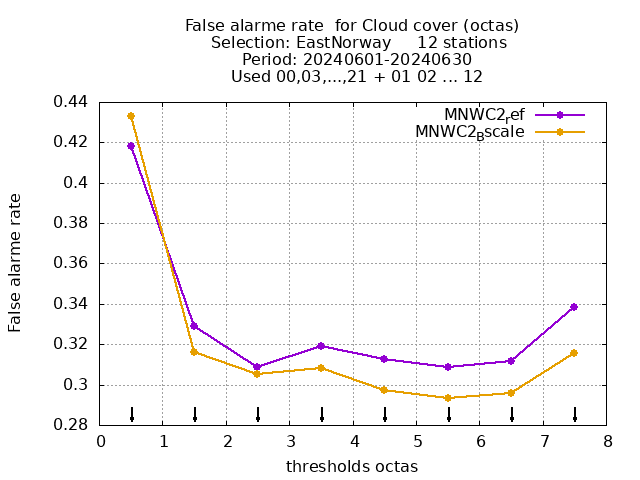 False alarme rate  for Cloud cover (octas)
Selection: EastNorway     12 stations
Period: 20240601-20240630
Used 00,03,...,21 + 01 02 ... 12
MNWC2ref
MNWC2Bscale
False alarme rate
0.44
0.42
0.4
0.38
0.36
0.34
0.32
0.3
0.28
0 1 2 3 4 5 6 7 8
thresholds octas